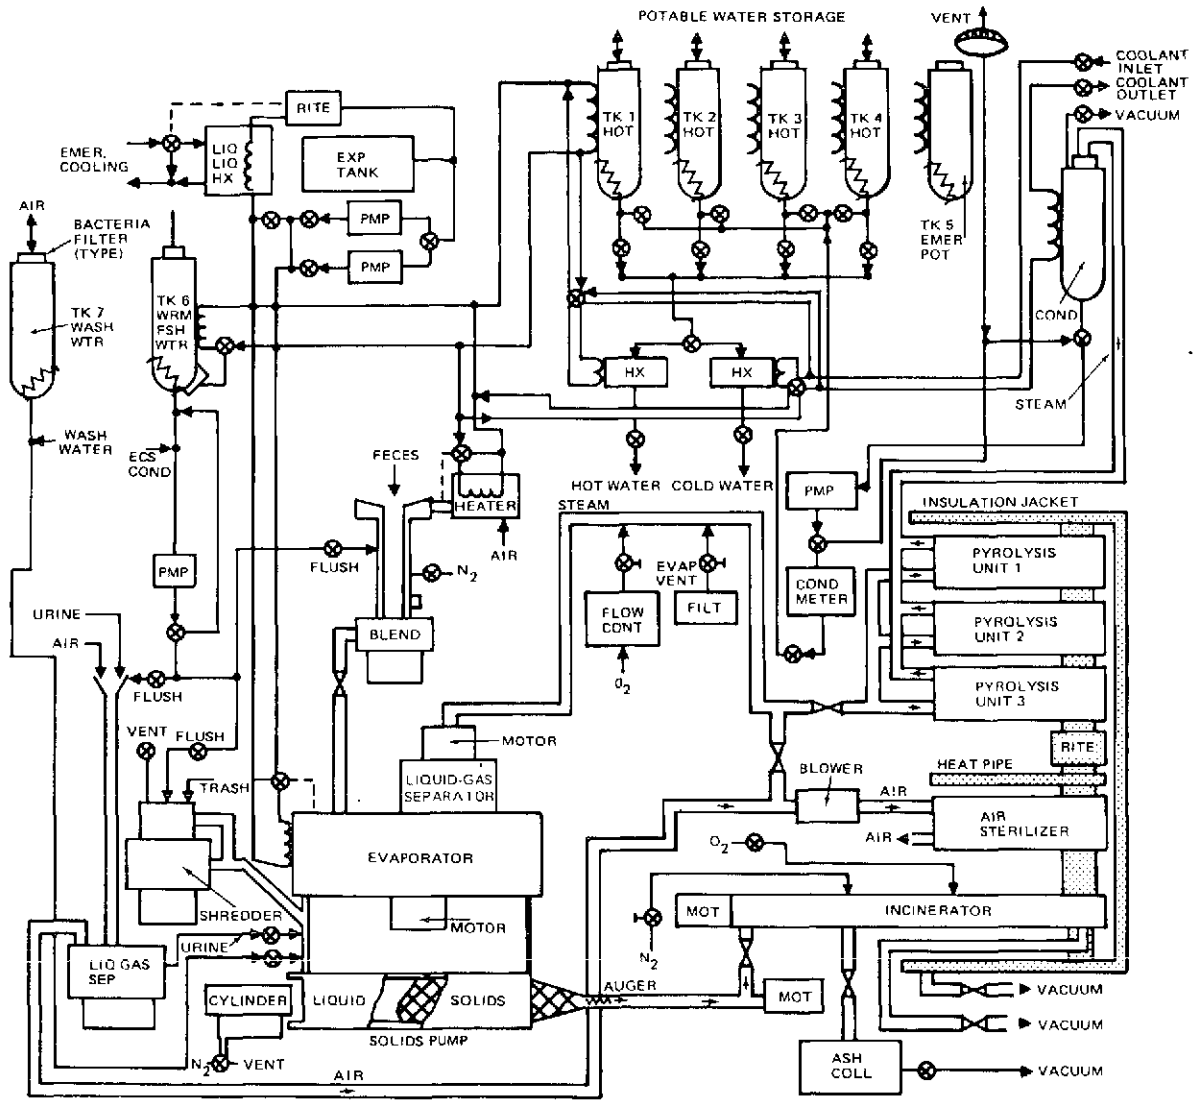 POTABLE WATER STORAGE
VENT
COOLANT
INLET
COOLANT
OUTLET
VACUUM
RITE
TK 1
HOT
TK 2
HOT
TK 3
HOT
TK 4
HOT
EMER.
COOLING
LIQ
LIQ
HX
EXP
TANK
AIR
BACTERIA
FILTER
(TYPE)
PMP
PMP
TK 5
EMER
POT
TK 7
WASH
WTR
TK 6
WRM
FSH
WTR
COND
HX
HX
STEAM
WASH
WATER
ECS
COND
FECES
HOT WATER
COLD WATER
HEATER
PMP
STEAM
INSULATION JACKET
AIR
FLUSH
PYROLYSIS
UNIT 1
PMP
N2
EVAP
VENT
COND
METER
FLOW
CONT
FILT
URINE
BLEND
PYROLYSIS
UNIT 2
AIR
O2
FLUSH
PYROLYSIS
UNIT 3
VENT
FLUSH
MOTOR
RITE
TRASH
LIQUID-GAS
SEPARATOR
BLOWER
HEAT PIPE
AIR
AIR
STERILIZER
AIR
O2
EVAPORATOR
SHREDDER
MOTOR
MOT
INCINERATOR
URINE
N2
LIQ GAS
SEP
CYLINDER
LIQUID
SOLIDS
AUGER
MOT
VACUUM
SOLIDS PUMP
VACUUM
N2
VENT
AIR
ASH
COLL
VACUUM